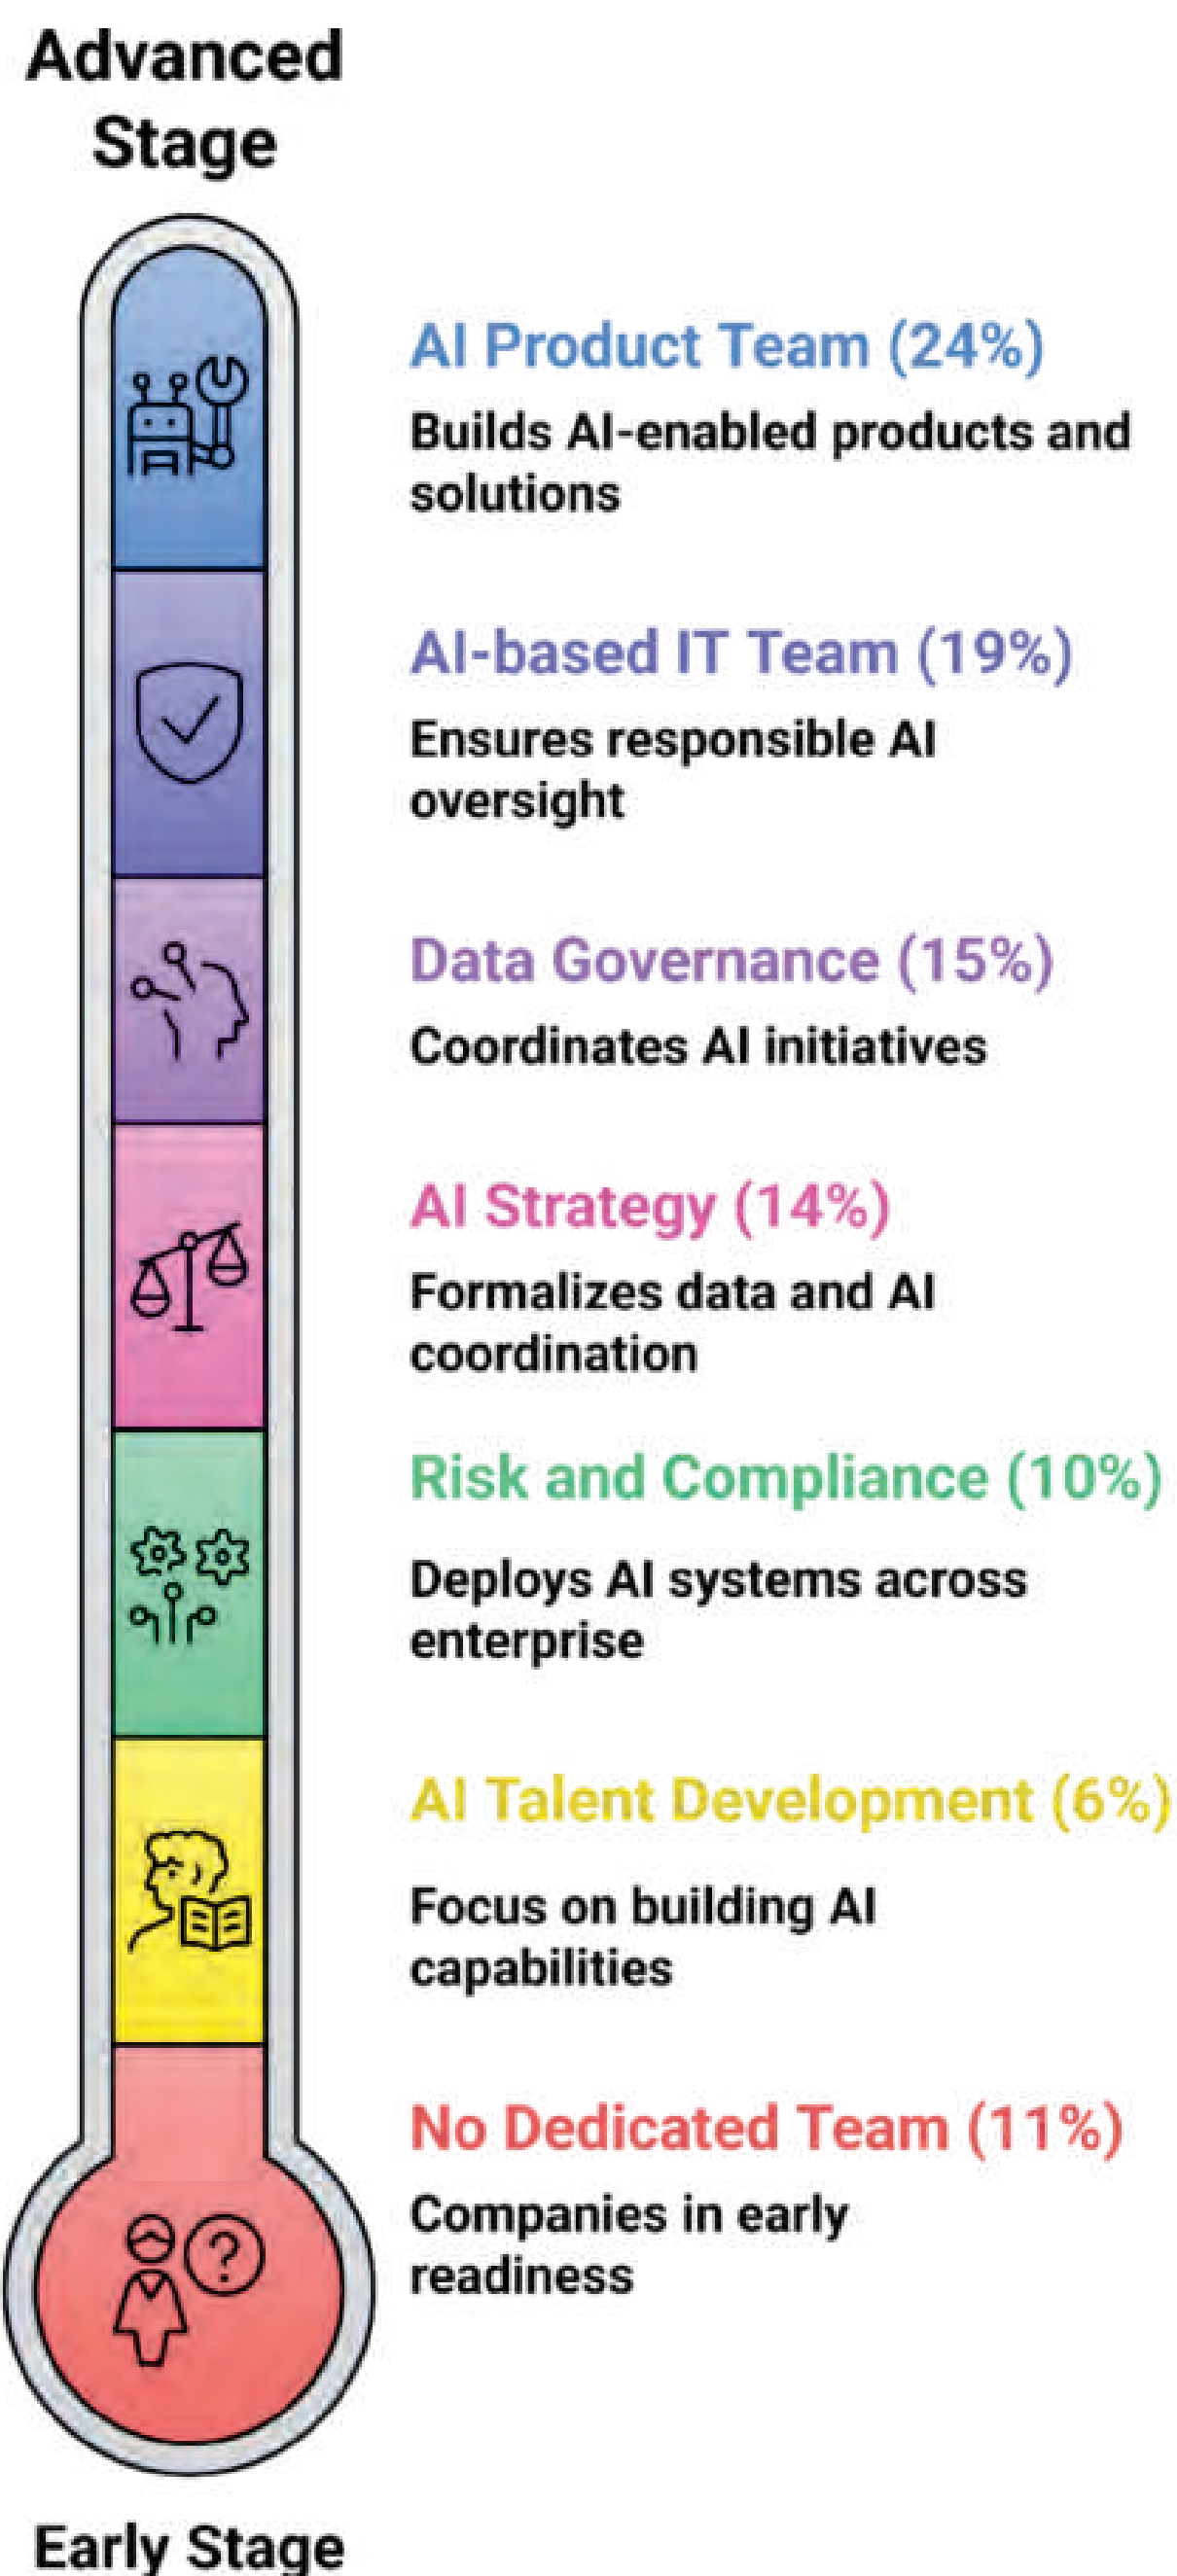 Advanced
Stage
AI Product Team (24%)
Builds AI-enabled products and
solutions
AI-based IT Team (19%)
Ensures responsible AI
oversight
Data Governance (15%)
Coordinates AI initiatives
AI Strategy (14%)
Formalizes data and AI
coordination
Risk and Compliance (10%)
Deploys AI systems across
enterprise
AI Talent Development (6%)
Focus on building AI
capabilities
No Dedicated Team (11%)
Companies in early
readiness
?
Early Stage